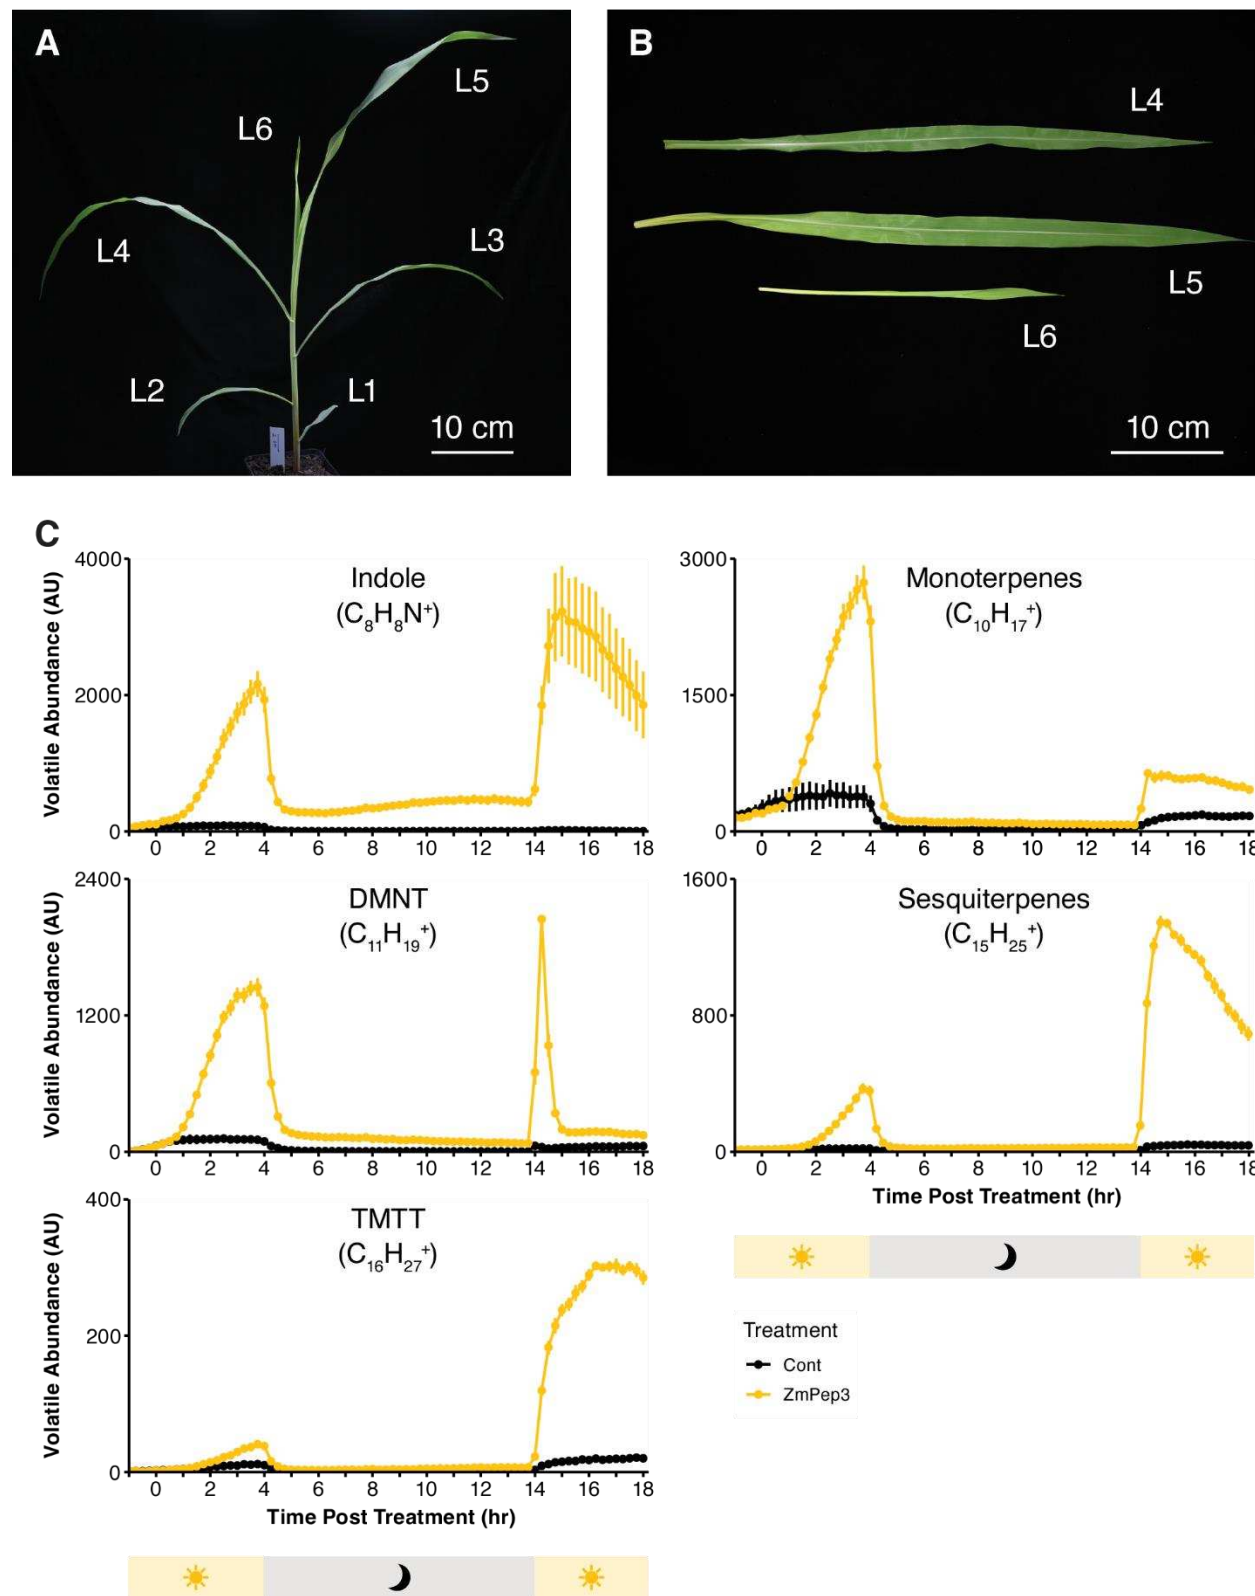 A
L5
L6
L4
L3
L2
L1
10 cm
B
L4
L5
L6
10 cm
C
Volatile Abundance (AU)
4000
2000
0
Indole
(C₈H₈N⁺)
0 2 4 6 8 10 12 14 16 18
3000
1500
0
Monoterpenes
(C₁₀H₁₇⁺)
0 2 4 6 8 10 12 14 16 18
Volatile Abundance (AU)
2400
1200
0
DMNT
(C₁₁H₁₉⁺)
0 2 4 6 8 10 12 14 16 18
1600
800
0
Sesquiterpenes
(C₁₅H₂₅⁺)
0 2 4 6 8 10 12 14 16 18
Time Post Treatment (hr)
Volatile Abundance (AU)
400
200
0
TMTT
(C₁₆H₂₇⁺)
0 2 4 6 8 10 12 14 16 18
Time Post Treatment (hr)
Treatment
Cont
ZmPep3